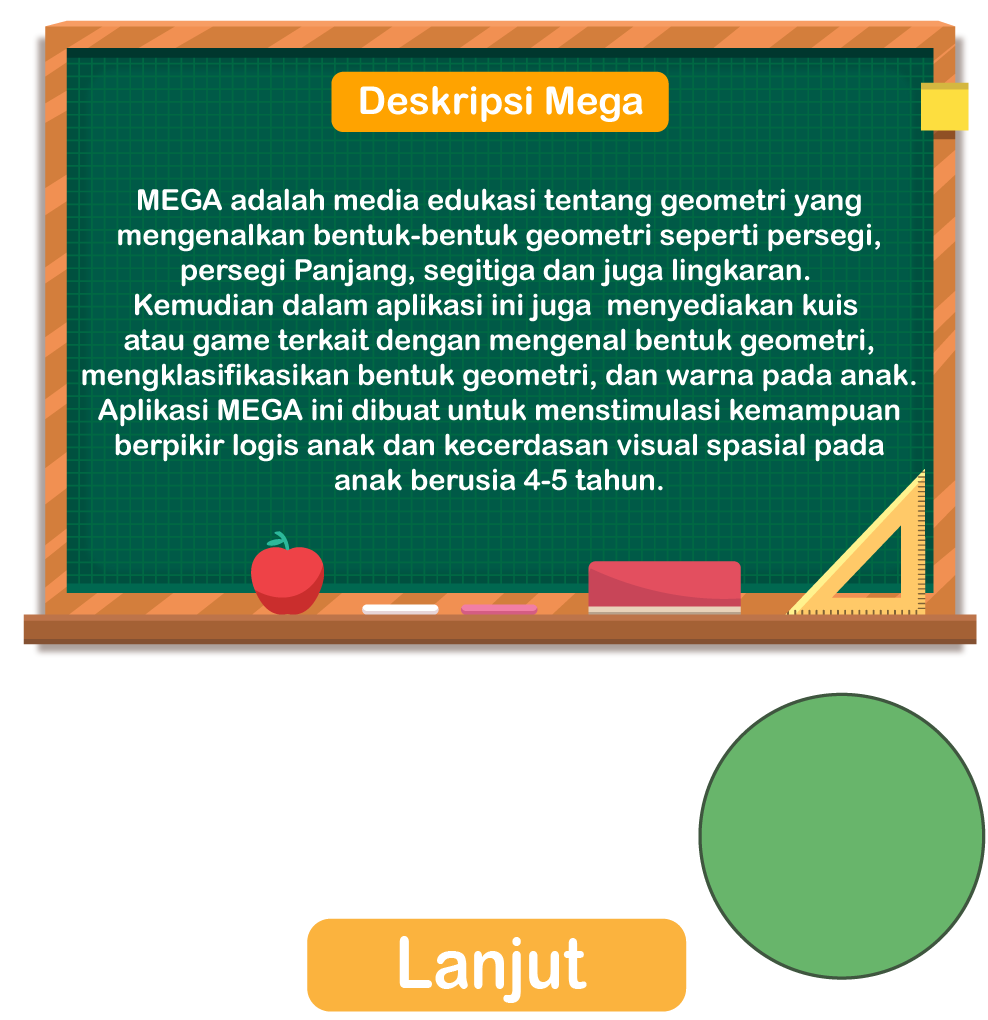 Deskripsi Mega
MEGA adalah media edukasi tentang geometri yang
mengenalkan bentuk-bentuk geometri seperti persegi,
persegi Panjang, segitiga dan juga lingkaran.
Kemudian dalam aplikasi ini juga  menyediakan kuis
atau game terkait dengan mengenal bentuk geometri,
mengklasifikasikan bentuk geometri, dan warna pada anak.
Aplikasi MEGA ini dibuat untuk menstimulasi kemampuan
berpikir logis anak dan kecerdasan visual spasial pada
anak berusia 4-5 tahun.
Lanjut